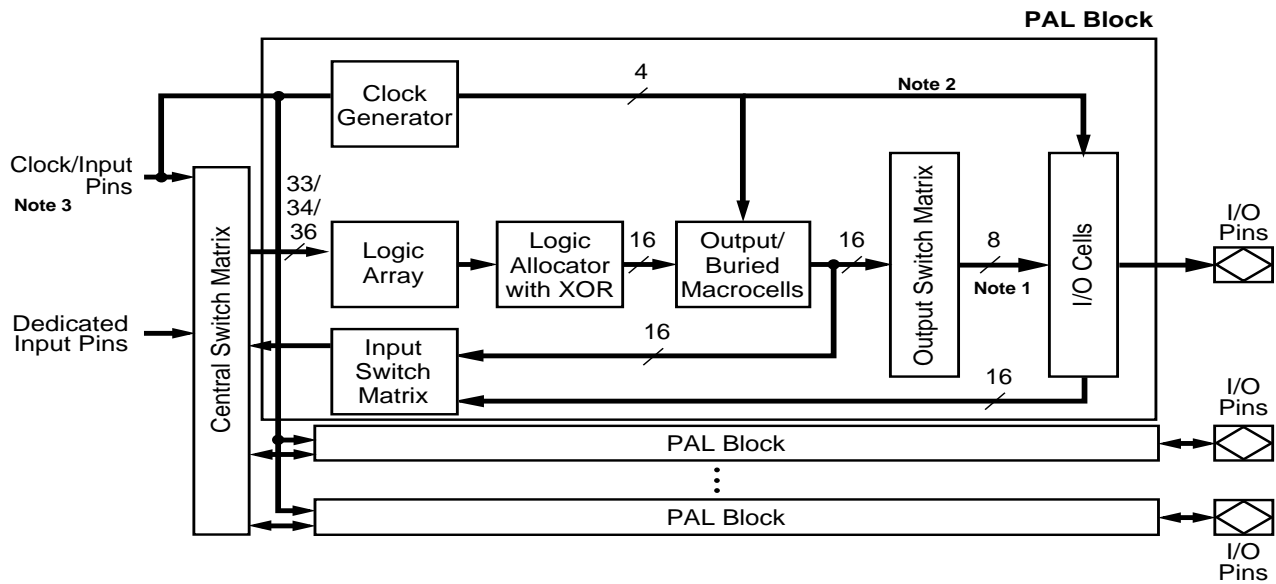 PAL Block
Clock
Generator
4
Note 2
Clock/Input
Pins
Note 3
Dedicated
Input Pins
Central Switch Matrix
33/
34/
36
Logic
Array
Logic
Allocator
with XOR
16
Output/
Buried
Macrocells
16
Output Switch Matrix
8
Note 1
I/O Cells
I/O
Pins
Input
Switch
Matrix
16
16
PAL Block
I/O
Pins
PAL Block
I/O
Pins